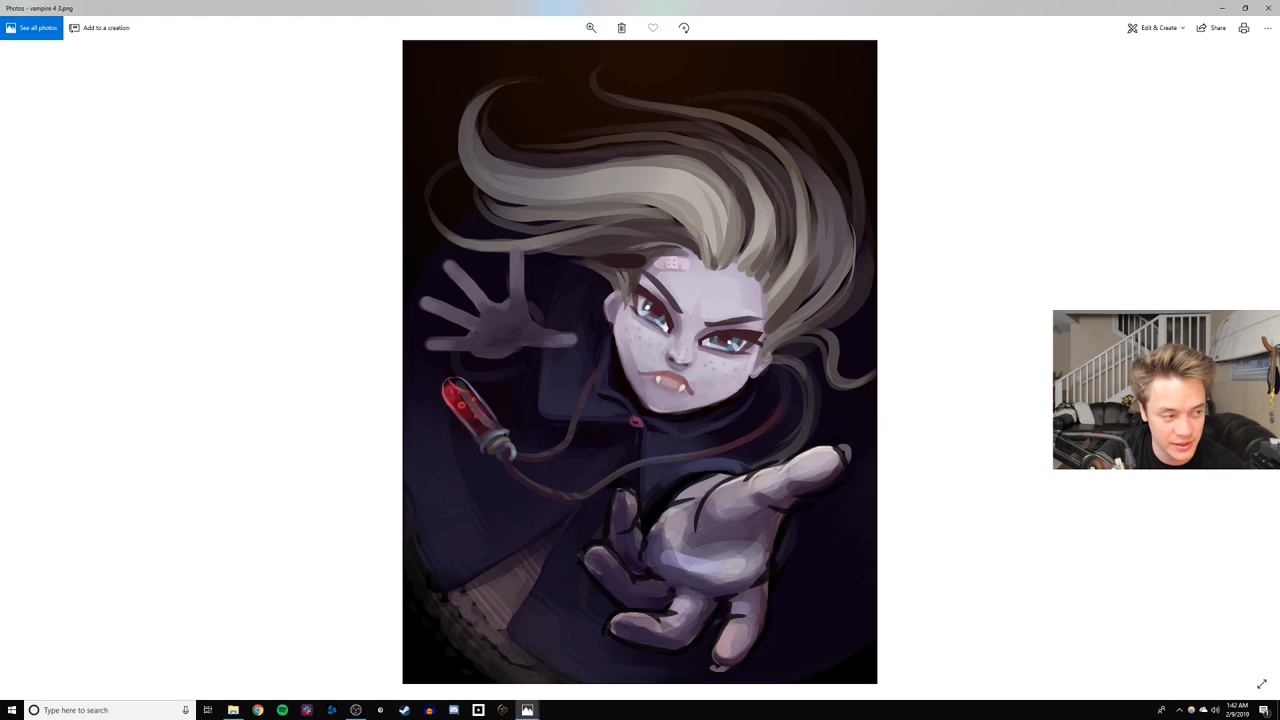 Photos - vampire 4 3.png
See all photos
Add to a creation
Edit & Create
Share
Type here to search
1:42 AM
2/9/2019